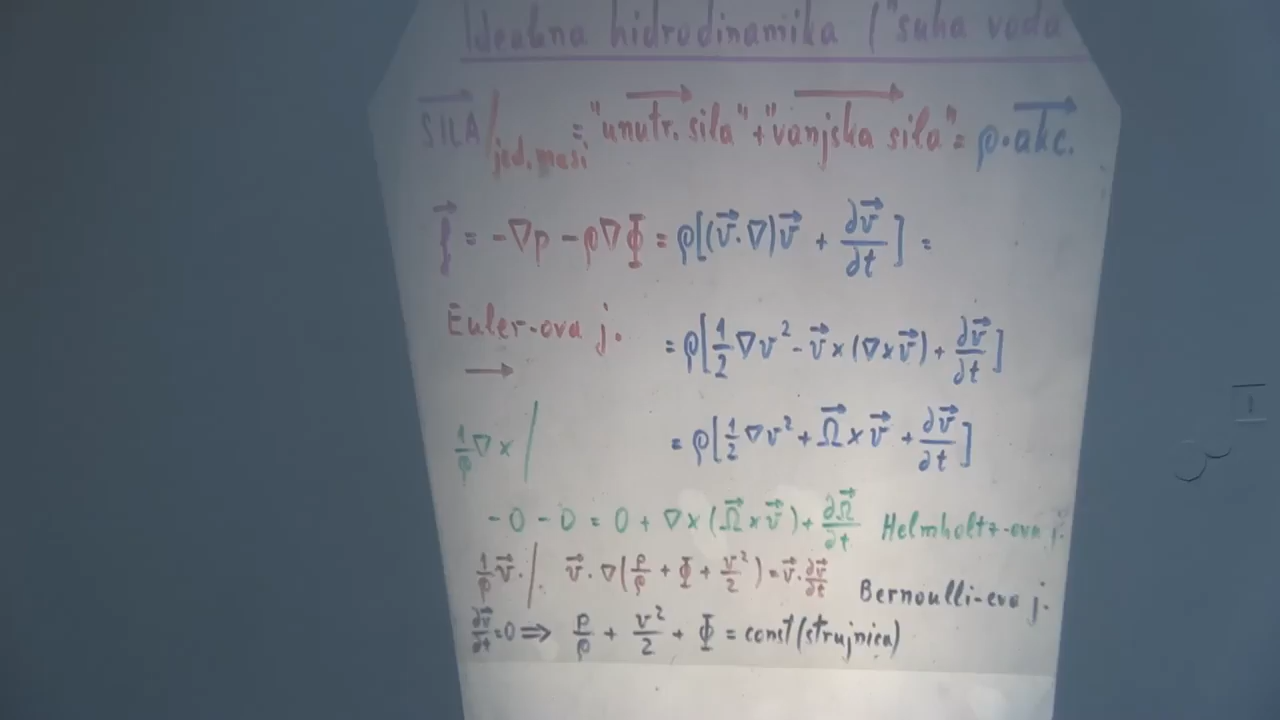 Idealna hidrodinamika ("suha voda
SILA/jed.masi = "unutr. sila" + "vanjska sila" = ρ·akc.
f⃗ = -∇p - ρ∇Φ = ρ[(v⃗·∇)v⃗ + ∂v⃗/∂t] =
Euler-ova j. = ρ[1/2 ∇v² - v⃗×(∇×v⃗) + ∂v⃗/∂t]
→
1/ρ ∇× / = ρ[1/2 ∇v² + Ω⃗×v⃗ + ∂v⃗/∂t]
-0 - 0 = 0 + ∇×(Ω⃗×v⃗) + ∂Ω⃗/∂t Helmholtz-ova j.
1/ρ v⃗· /. v⃗·∇(p/ρ + Φ + v²/2) = v⃗·∂v⃗/∂t Bernoulli-eva j.
∂v⃗/∂t = 0 ⇒ p/ρ + v²/2 + Φ = const(strujnica)